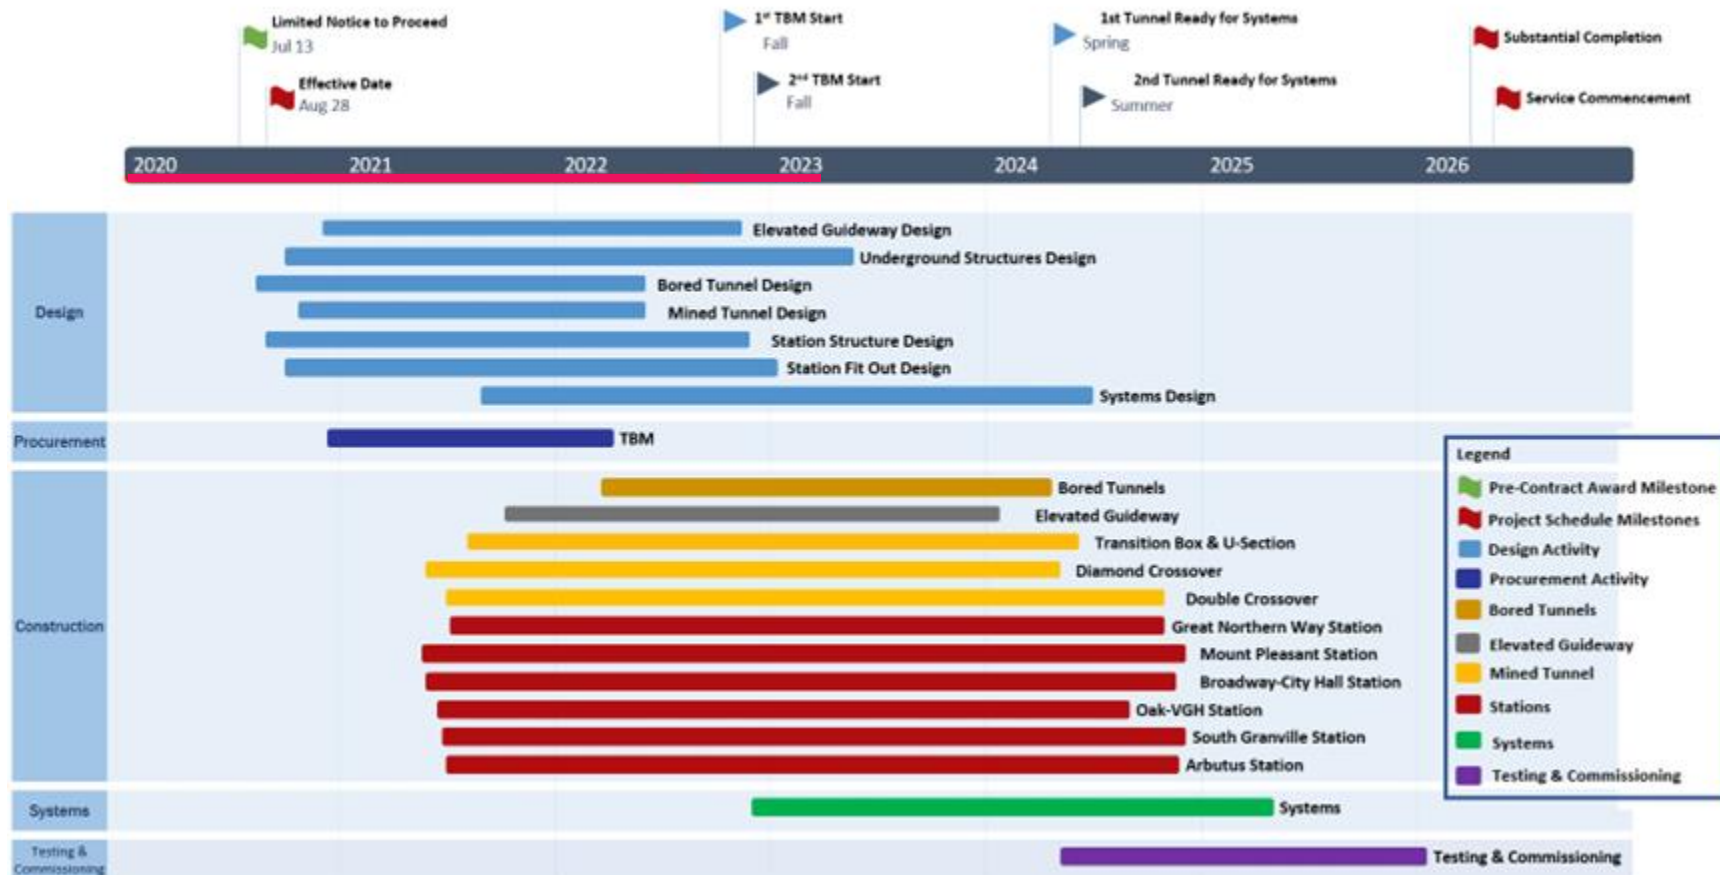 Limited Notice to Proceed
Jul 13
Effective Date
Aug 28
1st TBM Start
Fall
2nd TBM Start
Fall
1st Tunnel Ready for Systems
Spring
2nd Tunnel Ready for Systems
Summer
Substantial Completion
Service Commencement
2020 2021 2022 2023 2024 2025 2026
Design
Elevated Guideway Design
Underground Structures Design
Bored Tunnel Design
Mined Tunnel Design
Station Structure Design
Station Fit Out Design
Systems Design
Procurement
TBM
Construction
Bored Tunnels
Elevated Guideway
Transition Box & U-Section
Diamond Crossover
Double Crossover
Great Northern Way Station
Mount Pleasant Station
Broadway-City Hall Station
Oak-VGH Station
South Granville Station
Arbutus Station
Systems
Systems
Testing &
Commissioning
Testing & Commissioning
Legend
Pre-Contract Award Milestone
Project Schedule Milestones
Design Activity
Procurement Activity
Bored Tunnels
Elevated Guideway
Mined Tunnel
Stations
Systems
Testing & Commissioning